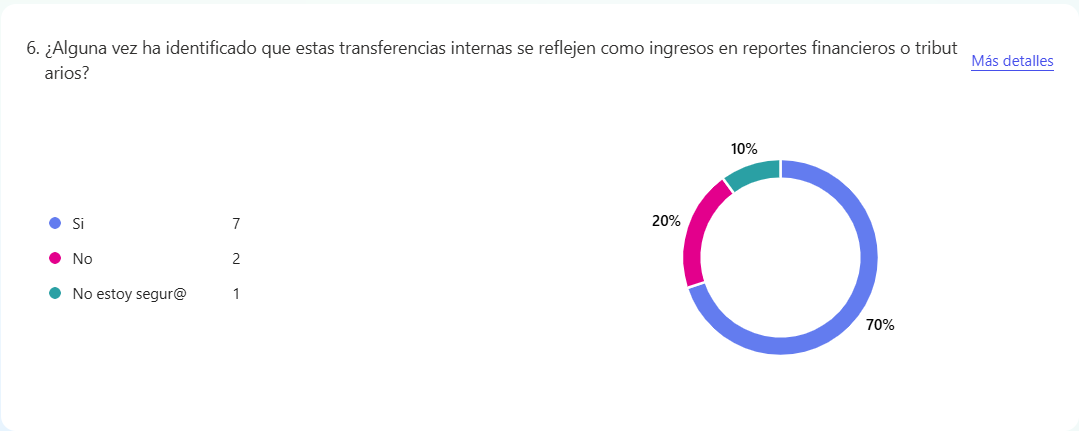 6. ¿Alguna vez ha identificado que estas transferencias internas se reflejen como ingresos en reportes financieros o tribut
arios?
Más detalles
Si 7
No 2
No estoy segur@ 1
10%
20%
70%